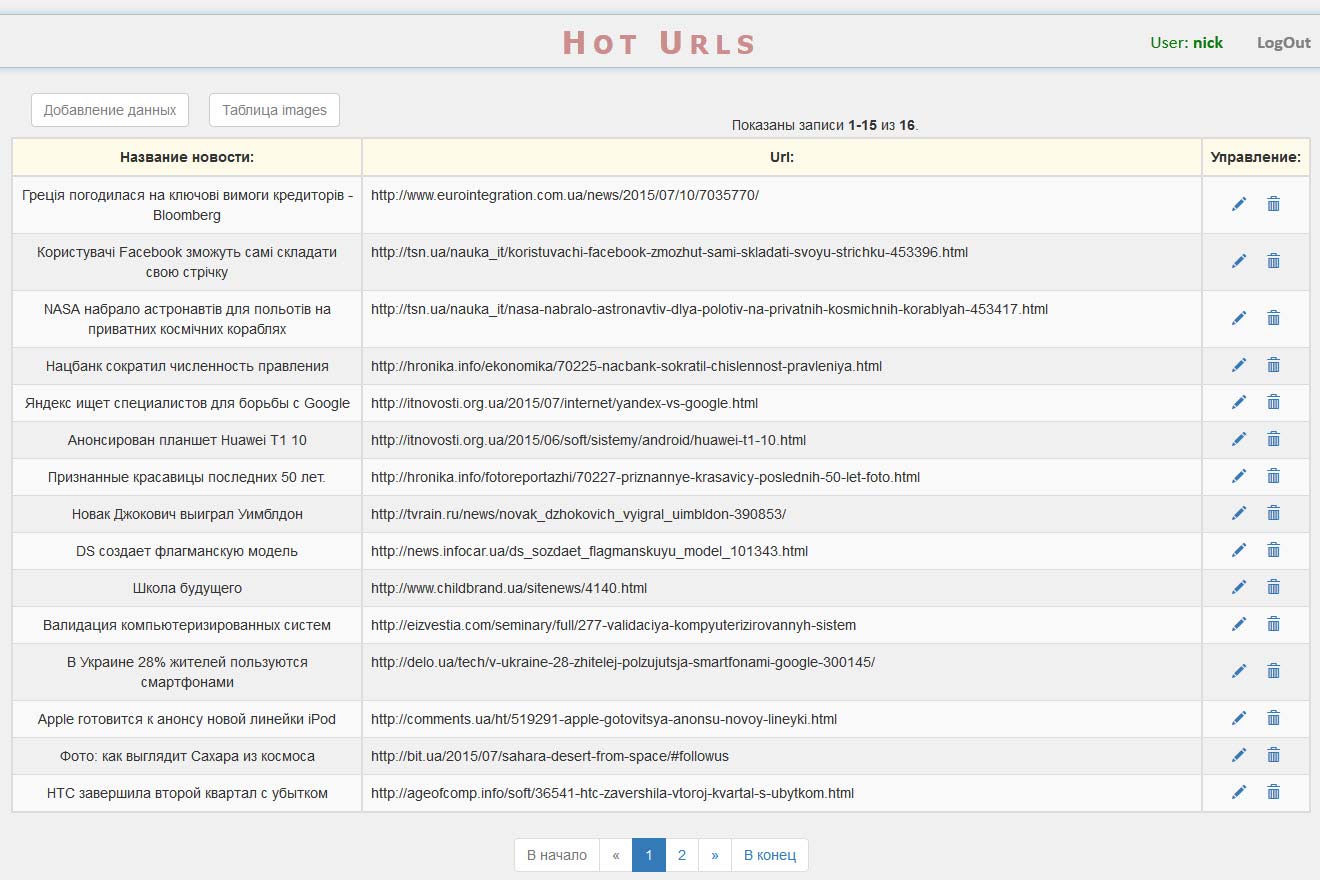 Hot Urls
User: nick
LogOut
Добавление данных
Таблица images
Показаны записи 1-15 из 16.
Название новости:
Url:
Управление:
Греція погодилася на ключові вимоги кредиторів -
Bloomberg
http://www.eurointegration.com.ua/news/2015/07/10/7035770/
Користувачі Facebook зможуть самі складати
свою стрічку
http://tsn.ua/nauka_it/koristuvachi-facebook-zmozhut-sami-skladati-svoyu-strichku-453396.html
NASA набрало астронавтів для польотів на
приватних космічних кораблях
http://tsn.ua/nauka_it/nasa-nabralo-astronavtiv-dlya-polotiv-na-privatnih-kosmichnih-korablyah-453417.html
Нацбанк сократил численность правления
http://hronika.info/ekonomika/70225-nacbank-sokratil-chislennost-pravleniya.html
Яндекс ищет специалистов для борьбы с Google
http://itnovosti.org.ua/2015/07/internet/yandex-vs-google.html
Анонсирован планшет Huawei T1 10
http://itnovosti.org.ua/2015/06/soft/sistemy/android/huawei-t1-10.html
Признанные красавицы последних 50 лет.
http://hronika.info/fotoreportazhi/70227-priznannye-krasavicy-poslednih-50-let-foto.html
Новак Джокович выиграл Уимблдон
http://tvrain.ru/news/novak_dzhokovich_vyigral_uimbldon-390853/
DS создает флагманскую модель
http://news.infocar.ua/ds_sozdaet_flagmanskuyu_model_101343.html
Школа будущего
http://www.childbrand.ua/sitenews/4140.html
Валидация компьютеризированных систем
http://eizvestia.com/seminary/full/277-validaciya-kompyuterizirovannyh-sistem
В Украине 28% жителей пользуются
смартфонами
http://delo.ua/tech/v-ukraine-28-zhitelej-polzujutsja-smartfonami-google-300145/
Apple готовится к анонсу новой линейки iPod
http://comments.ua/ht/519291-apple-gotovitsya-anonsu-novoy-lineyki.html
Фото: как выглядит Сахара из космоса
http://bit.ua/2015/07/sahara-desert-from-space/#followus
HTC завершила второй квартал с убытком
http://ageofcomp.info/soft/36541-htc-zavershila-vtoroj-kvartal-s-ubytkom.html
В начало « 1 2 » В конец